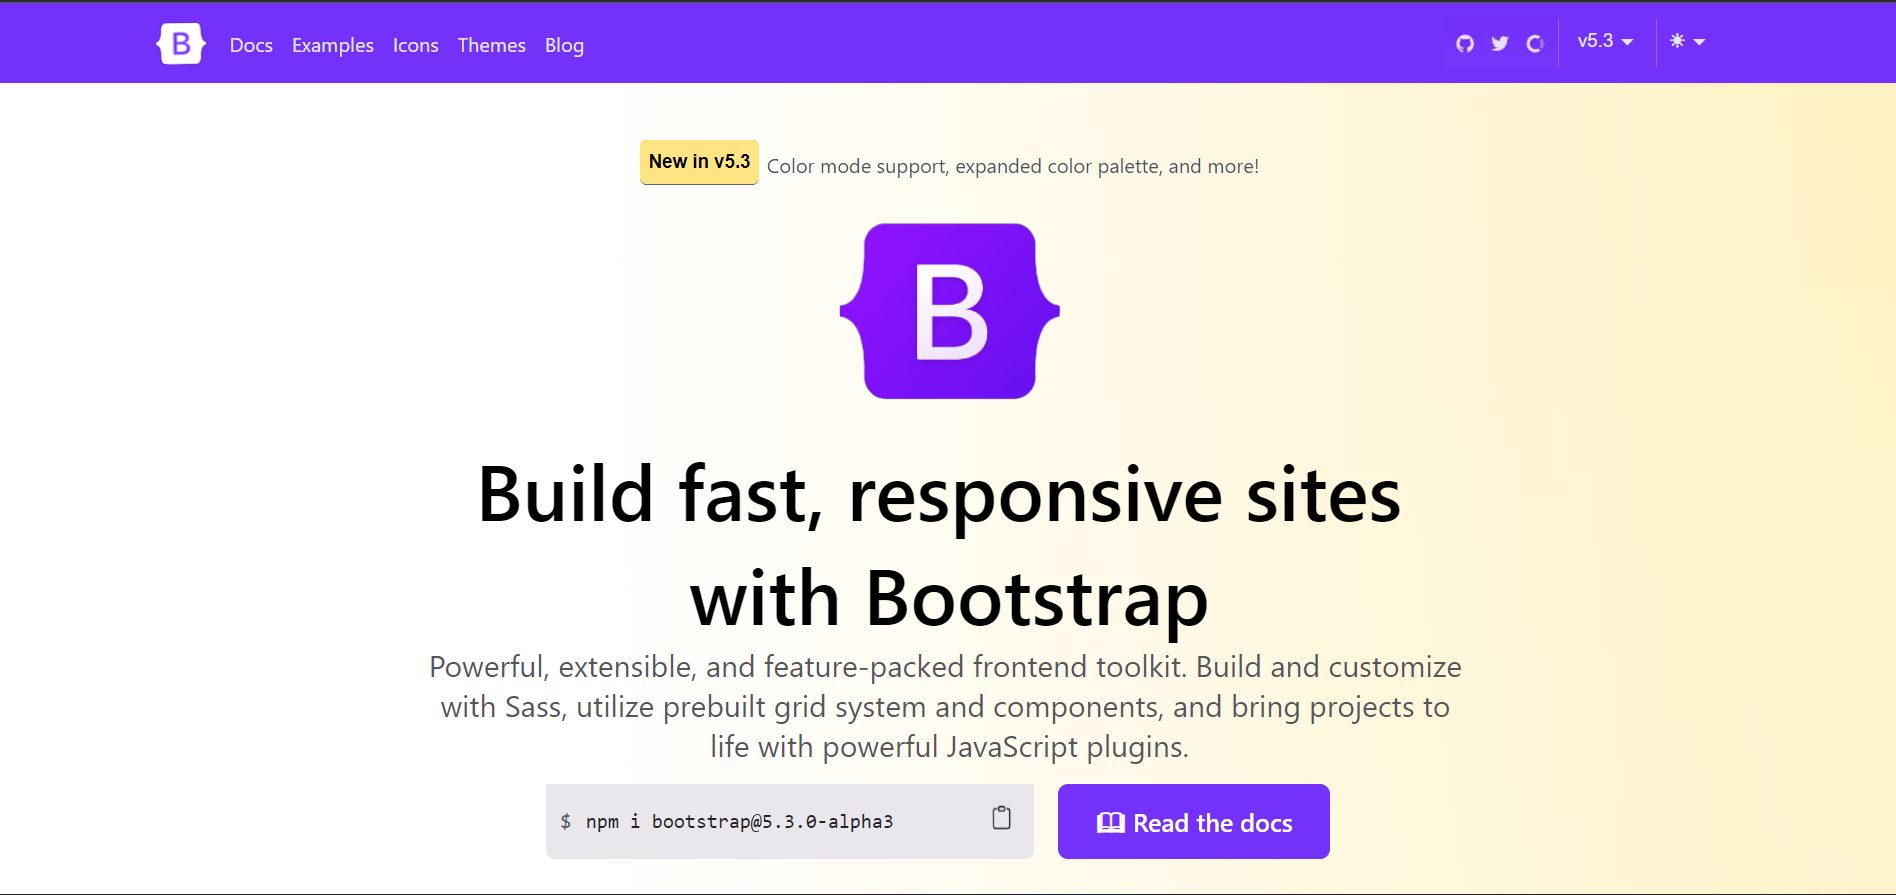 B Docs Examples Icons Themes Blog v5.3
New in v5.3 Color mode support, expanded color palette, and more!
B
Build fast, responsive sites
with Bootstrap
Powerful, extensible, and feature-packed frontend toolkit. Build and customize
with Sass, utilize prebuilt grid system and components, and bring projects to
life with powerful JavaScript plugins.
$ npm i bootstrap@5.3.0-alpha3
Read the docs